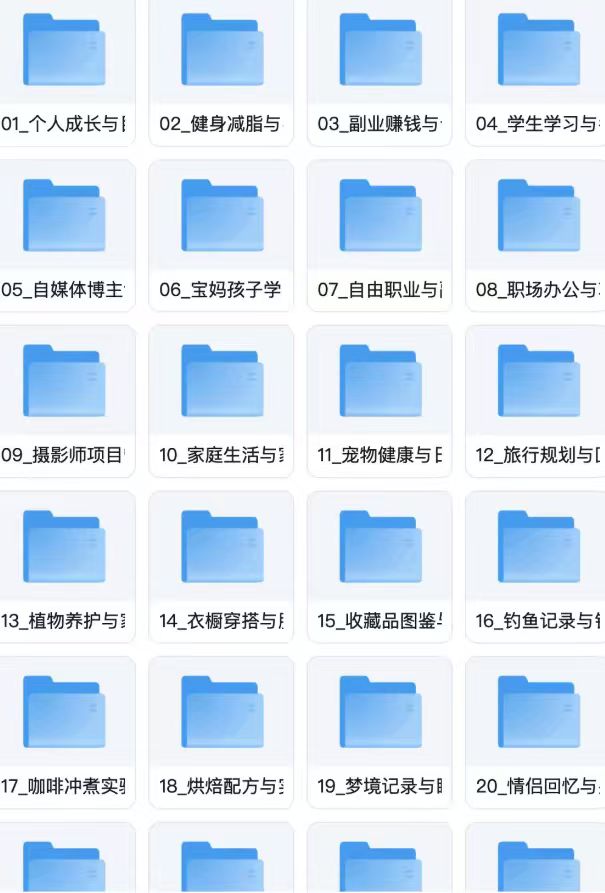 01_个人成长与
02_健身减脂与
03_副业赚钱与
04_学生学习与
05_自媒体博主
06_宝妈孩子学
07_自由职业与
08_职场办公与
09_摄影师项目
10_家庭生活与
11_宠物健康与日
12_旅行规划与
13_植物养护与
14_衣橱穿搭与
15_收藏品图鉴与
16_钓鱼记录与
17_咖啡冲煮实
18_烘焙配方与
19_梦境记录与
20_情侣回忆与